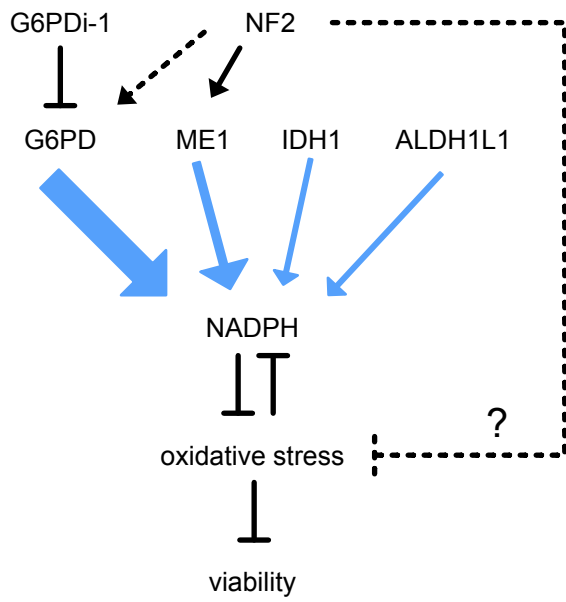 G6PDi-1 NF2
G6PD ME1 IDH1 ALDH1L1
NADPH
?
oxidative stress
viability